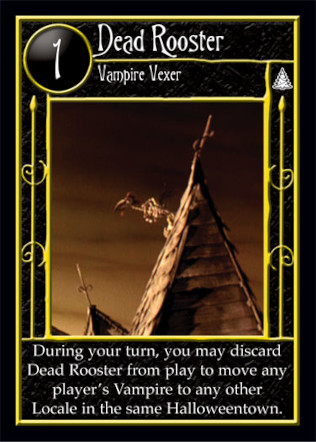 1
Dead Rooster
Vampire Vexer
During your turn, you may discard
Dead Rooster from play to move any
player's Vampire to any other
Locale in the same Halloweentown.